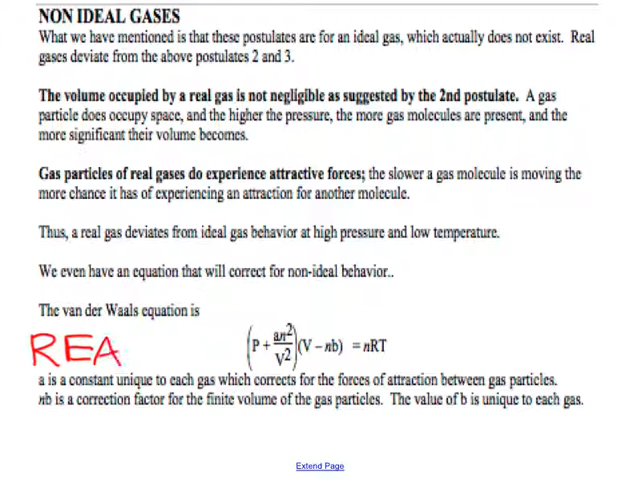 NON IDEAL GASES
What we have mentioned is that these postulates are for an ideal gas, which actually does not exist. Real
gases deviate from the above postulates 2 and 3.
The volume occupied by a real gas is not negligible as suggested by the 2nd postulate. A gas
particle does occupy space, and the higher the pressure, the more gas molecules are present, and the
more significant their volume becomes.
Gas particles of real gases do experience attractive forces; the slower a gas molecule is moving the
more chance it has of experiencing an attraction for another molecule.
Thus, a real gas deviates from ideal gas behavior at high pressure and low temperature.
We even have an equation that will correct for non-ideal behavior..
The van der Waals equation is
REA
(P + an²/V²)(V – nb) = nRT
a is a constant unique to each gas which corrects for the forces of attraction between gas particles.
nb is a correction factor for the finite volume of the gas particles. The value of b is unique to each gas.
Extend Page